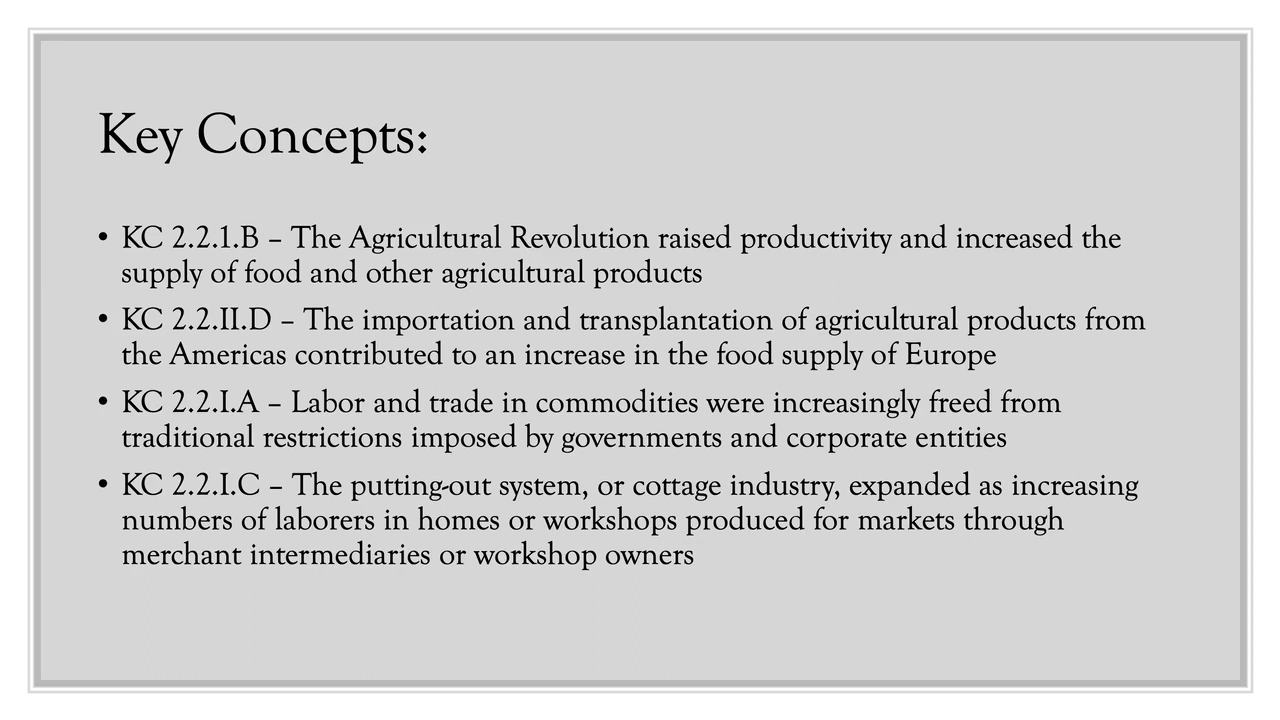 Key Concepts:
• KC 2.2.1.B – The Agricultural Revolution raised productivity and increased the
supply of food and other agricultural products
• KC 2.2.II.D – The importation and transplantation of agricultural products from
the Americas contributed to an increase in the food supply of Europe
• KC 2.2.I.A – Labor and trade in commodities were increasingly freed from
traditional restrictions imposed by governments and corporate entities
• KC 2.2.I.C – The putting-out system, or cottage industry, expanded as increasing
numbers of laborers in homes or workshops produced for markets through
merchant intermediaries or workshop owners